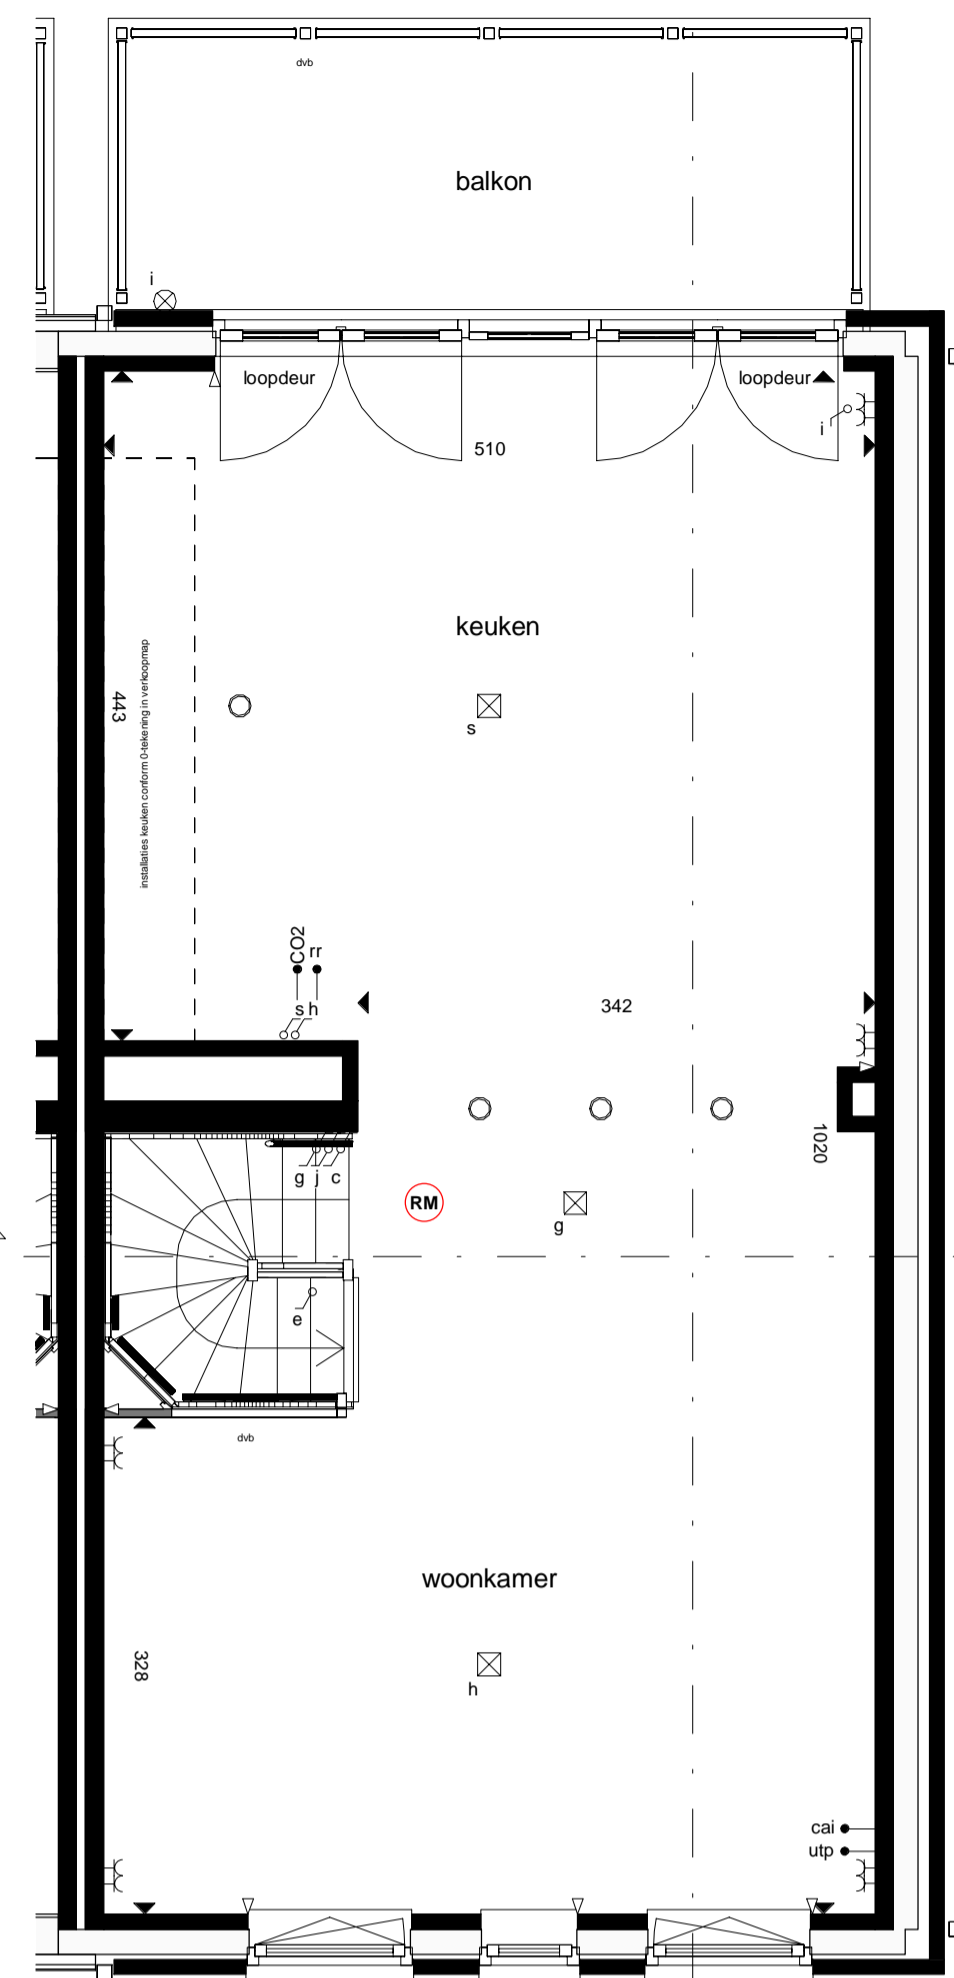 dvb
balkon
i
loopdeur
loopdeur
i
510
keuken
443
installaties keuken conform 0-tekening in verkoopmap
s
CO2
rr
s h
342
1020
g j c
RM
g
e
dvb
woonkamer
328
h
cai
utp